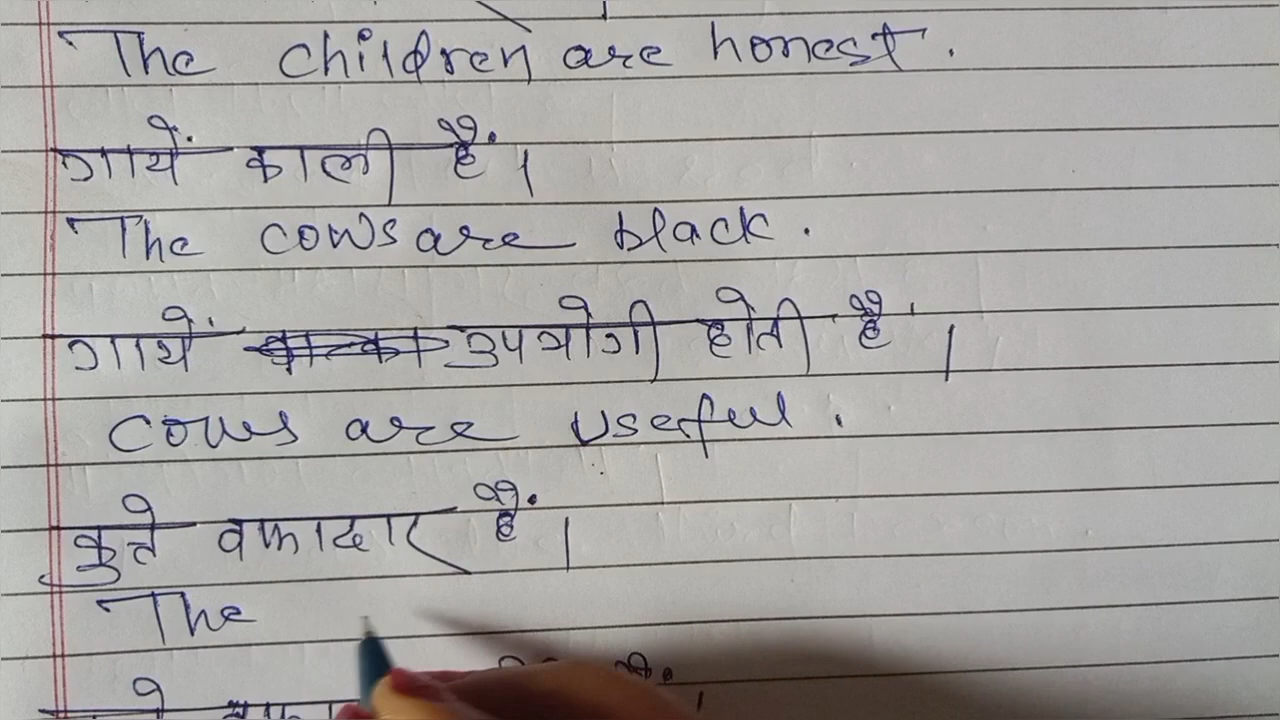 The children are honest.
गायें काली हैं।
The cows are black.
गायें उपयोगी होती हैं।
Cows are useful.
कुत्ते वफादार हैं।
The